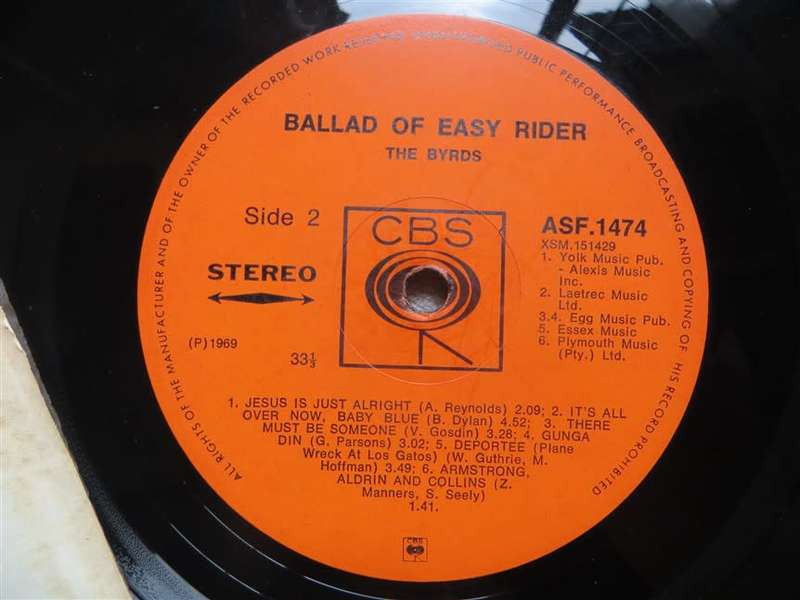 ALL RIGHTS OF THE MANUFACTURER AND OF THE OWNER OF THE RECORDED WORK RESERVED PUBLIC PERFORMANCE BROADCASTING AND COPYING OF HIS RECORD PROHIBITED
BALLAD OF EASY RIDER
THE BYRDS
Side 2
CBS
ASF.1474
XSM.151429
STEREO
1. Yolk Music Pub.
- Alexis Music
Inc.
2. Laetrec Music
Ltd.
3.4. Egg Music Pub.
5. Essex Music
6. Plymouth Music
(Pty.) Ltd.
(P)1969
33⅓
1. JESUS IS JUST ALRIGHT (A. Reynolds) 2.09; 2. IT'S ALL
OVER NOW, BABY BLUE (B. Dylan) 4.52; 3. THERE
MUST BE SOMEONE (V. Gosdin) 3.28; 4. GUNGA
DIN (G. Parsons) 3.02; 5. DEPORTEE (Plane
Wreck At Los Gatos) (W. Guthrie, M.
Hoffman) 3:49; 6. ARMSTRONG,
ALDRIN AND COLLINS (Z.
Manners, S. Seely)
1.41.
CBS